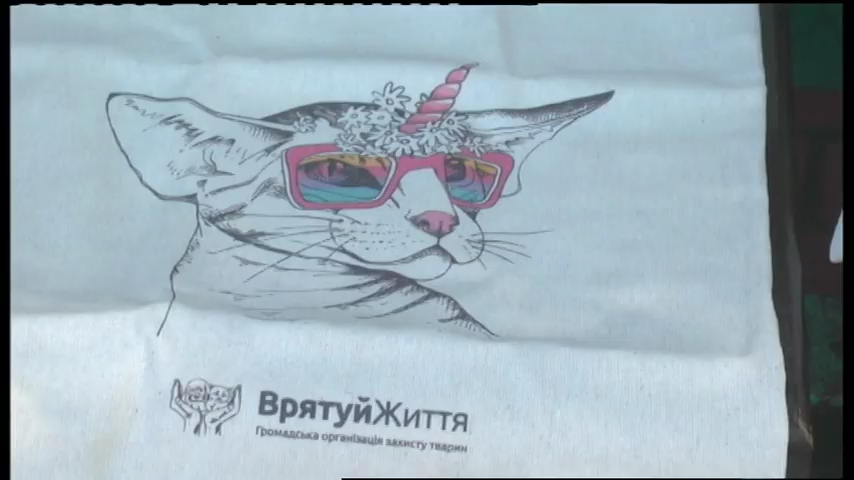 ВрятуйЖиття
Громадська організація захисту тварин